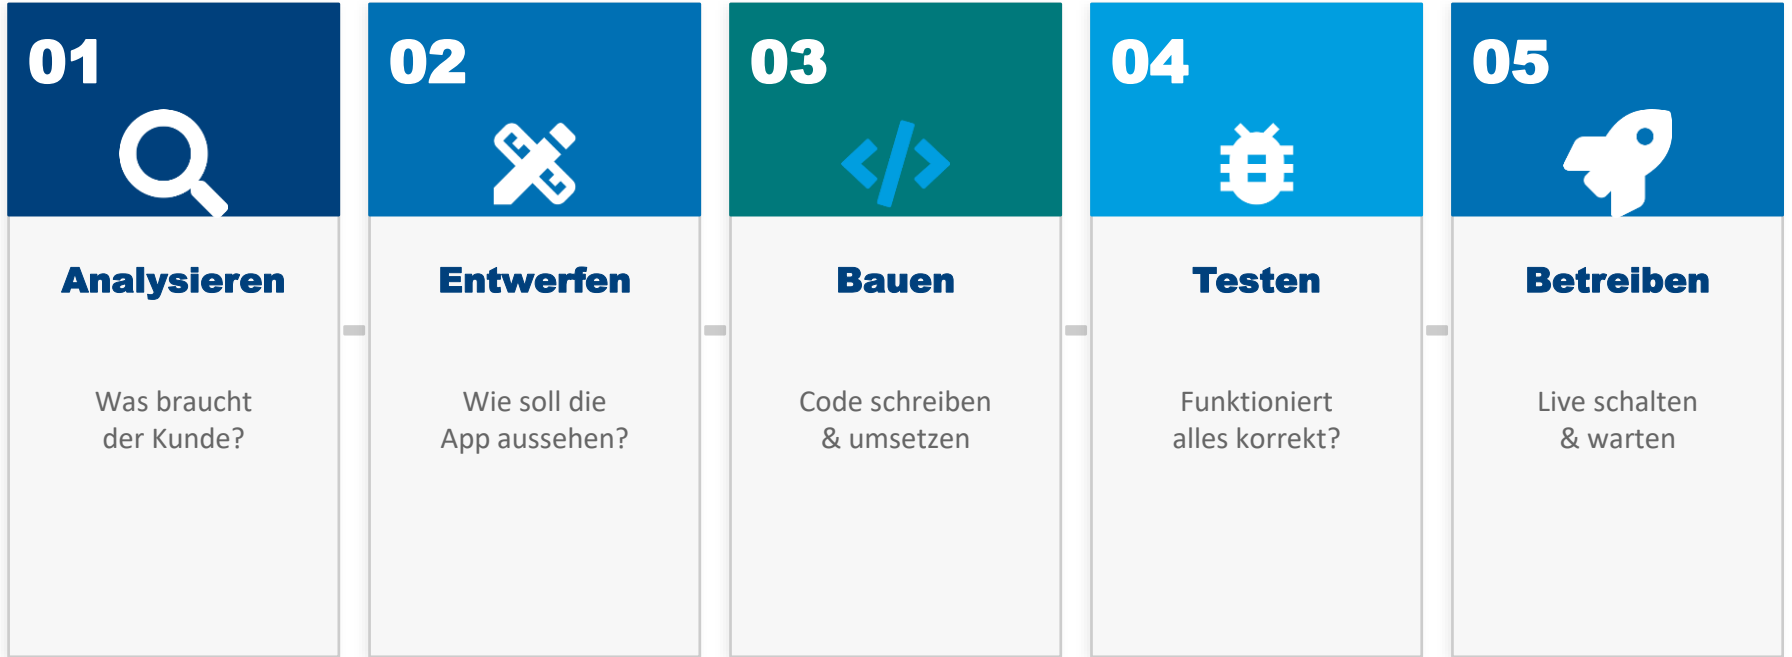 01
Analysieren
Was braucht
der Kunde?
02
Entwerfen
Wie soll die
App aussehen?
03
Bauen
Code schreiben
& umsetzen
04
Testen
Funktioniert
alles korrekt?
05
Betreiben
Live schalten
& warten